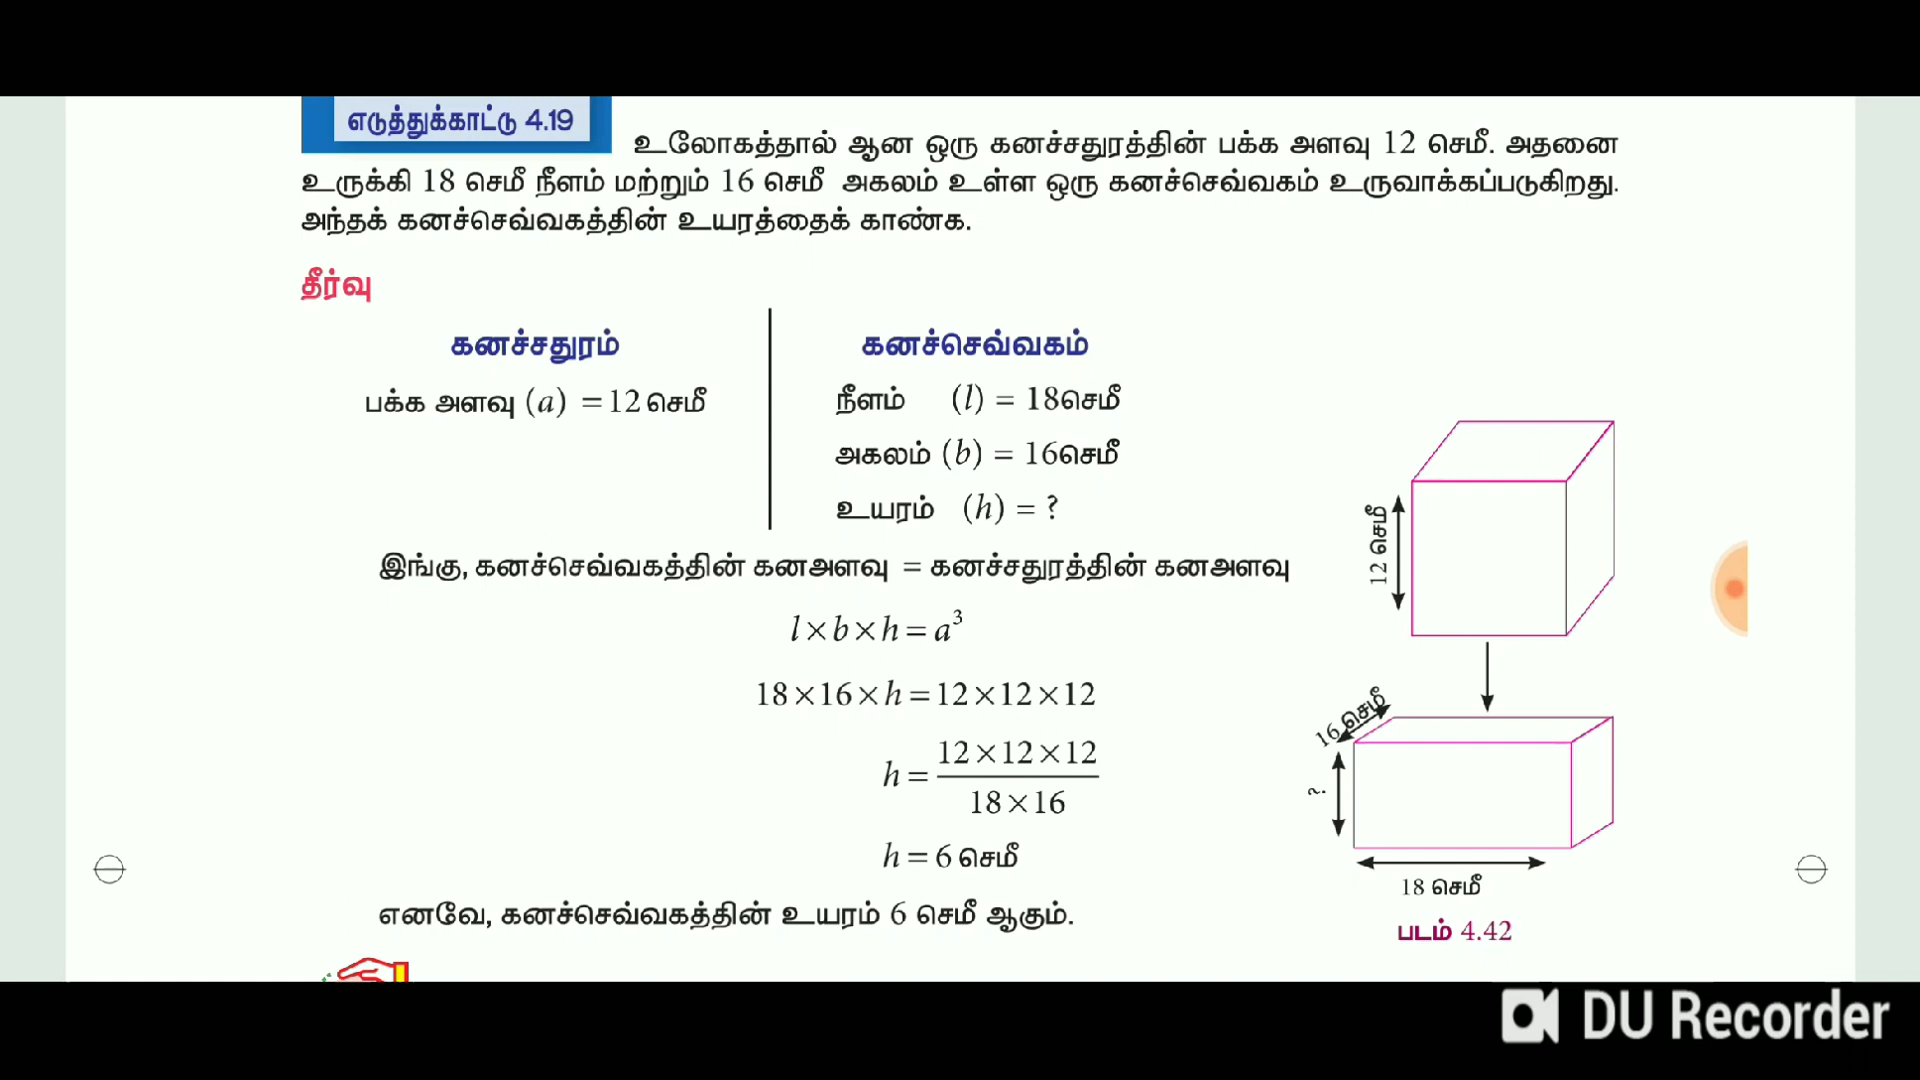 எடுத்துக்காட்டு 4.19
உலோகத்தால் ஆன ஒரு கனச்சதுரத்தின் பக்க அளவு 12 செமீ. அதனை
உருக்கி 18 செமீ நீளம் மற்றும் 16 செமீ அகலம் உள்ள ஒரு கனச்செவ்வகம் உருவாக்கப்படுகிறது.
அந்தக் கனச்செவ்வகத்தின் உயரத்தைக் காண்க.
தீர்வு
கனச்சதுரம்
பக்க அளவு (a) = 12 செமீ
கனச்செவ்வகம்
நீளம் (l) = 18செமீ
அகலம் (b) = 16செமீ
உயரம் (h) = ?
இங்கு, கனச்செவ்வகத்தின் கனஅளவு = கனச்சதுரத்தின் கனஅளவு
l × b × h = a³
18 × 16 × h = 12 × 12 × 12
h = 12 × 12 × 12
18 × 16
h = 6 செமீ
எனவே, கனச்செவ்வகத்தின் உயரம் 6 செமீ ஆகும்.
12 செமீ
16 செமீ
?
18 செமீ
படம் 4.42
DU Recorder